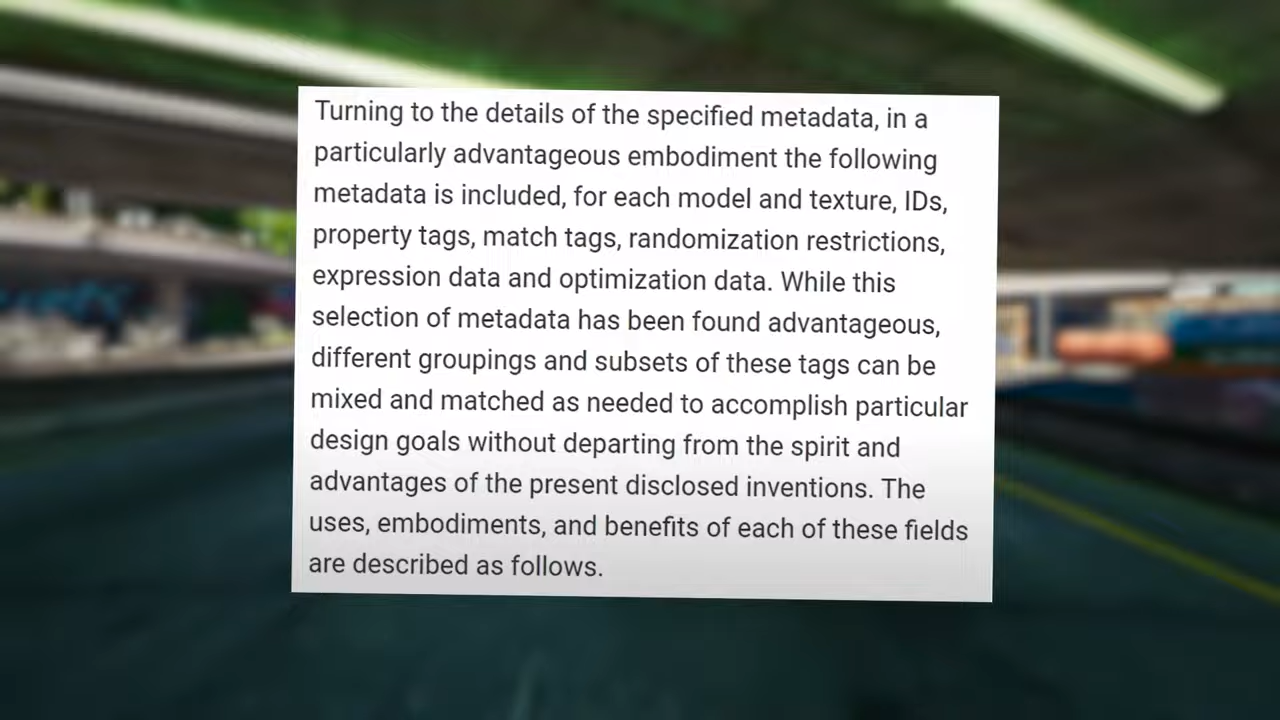 Turning to the details of the specified metadata, in a
particularly advantageous embodiment the following
metadata is included, for each model and texture, IDs,
property tags, match tags, randomization restrictions,
expression data and optimization data. While this
selection of metadata has been found advantageous,
different groupings and subsets of these tags can be
mixed and matched as needed to accomplish particular
design goals without departing from the spirit and
advantages of the present disclosed inventions. The
uses, embodiments, and benefits of each of these fields
are described as follows.